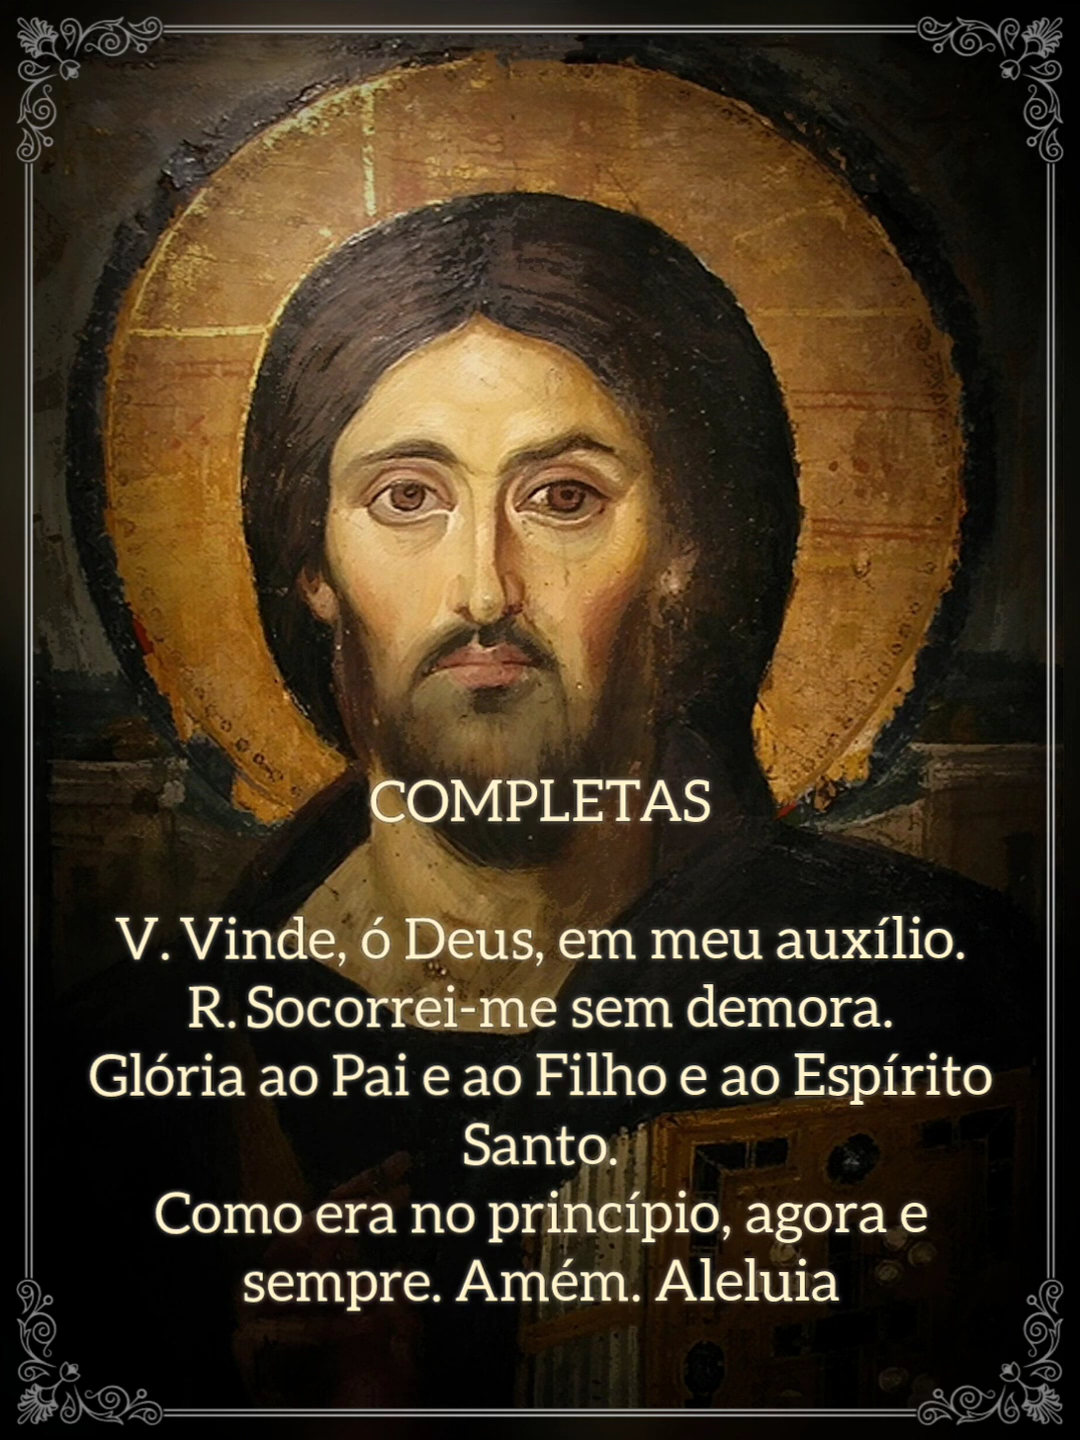 COMPLETAS
V. Vinde, ó Deus, em meu auxílio.
R. Socorrei-me sem demora.
Glória ao Pai e ao Filho e ao Espírito
Santo.
Como era no princípio, agora e
sempre. Amém. Aleluia